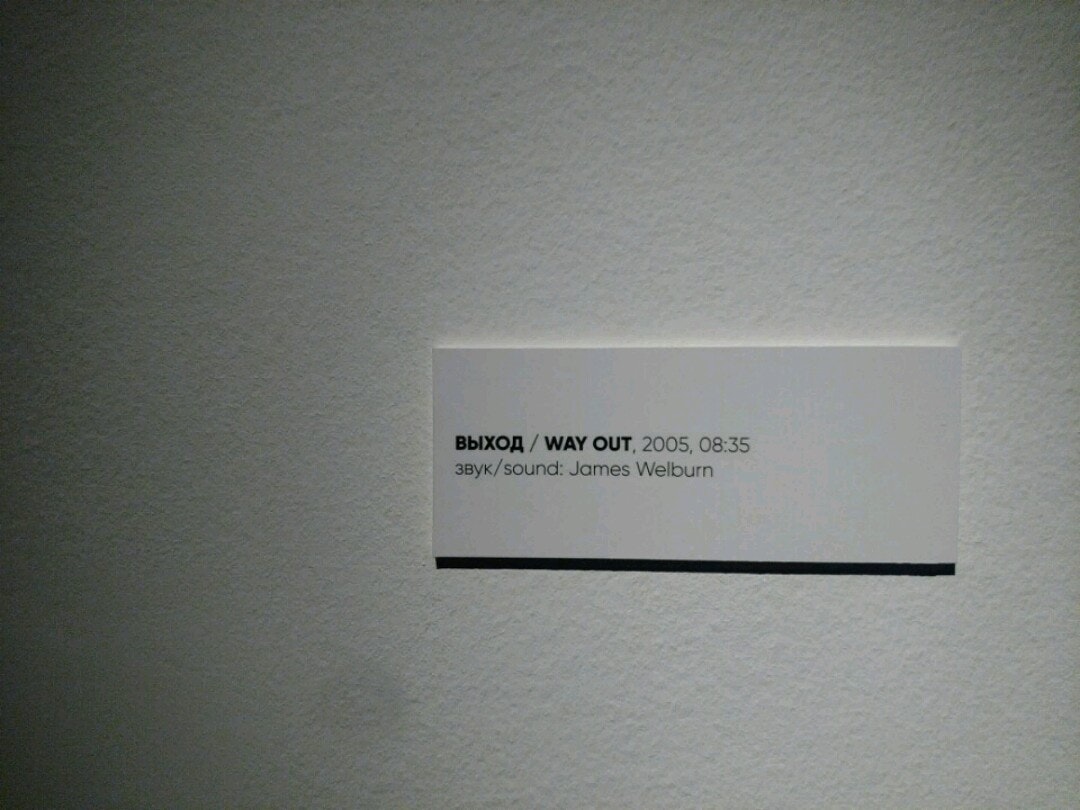 ВЫХОД / WAY OUT, 2005, 08:35
звук/sound: James Welburn